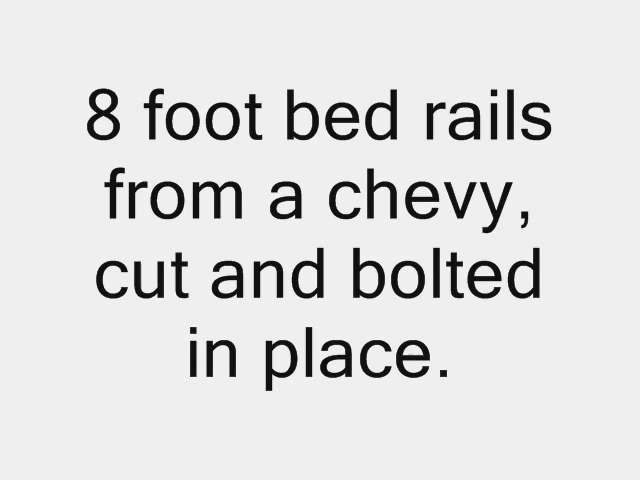 8 foot bed rails
from a chevy,
cut and bolted
in place.